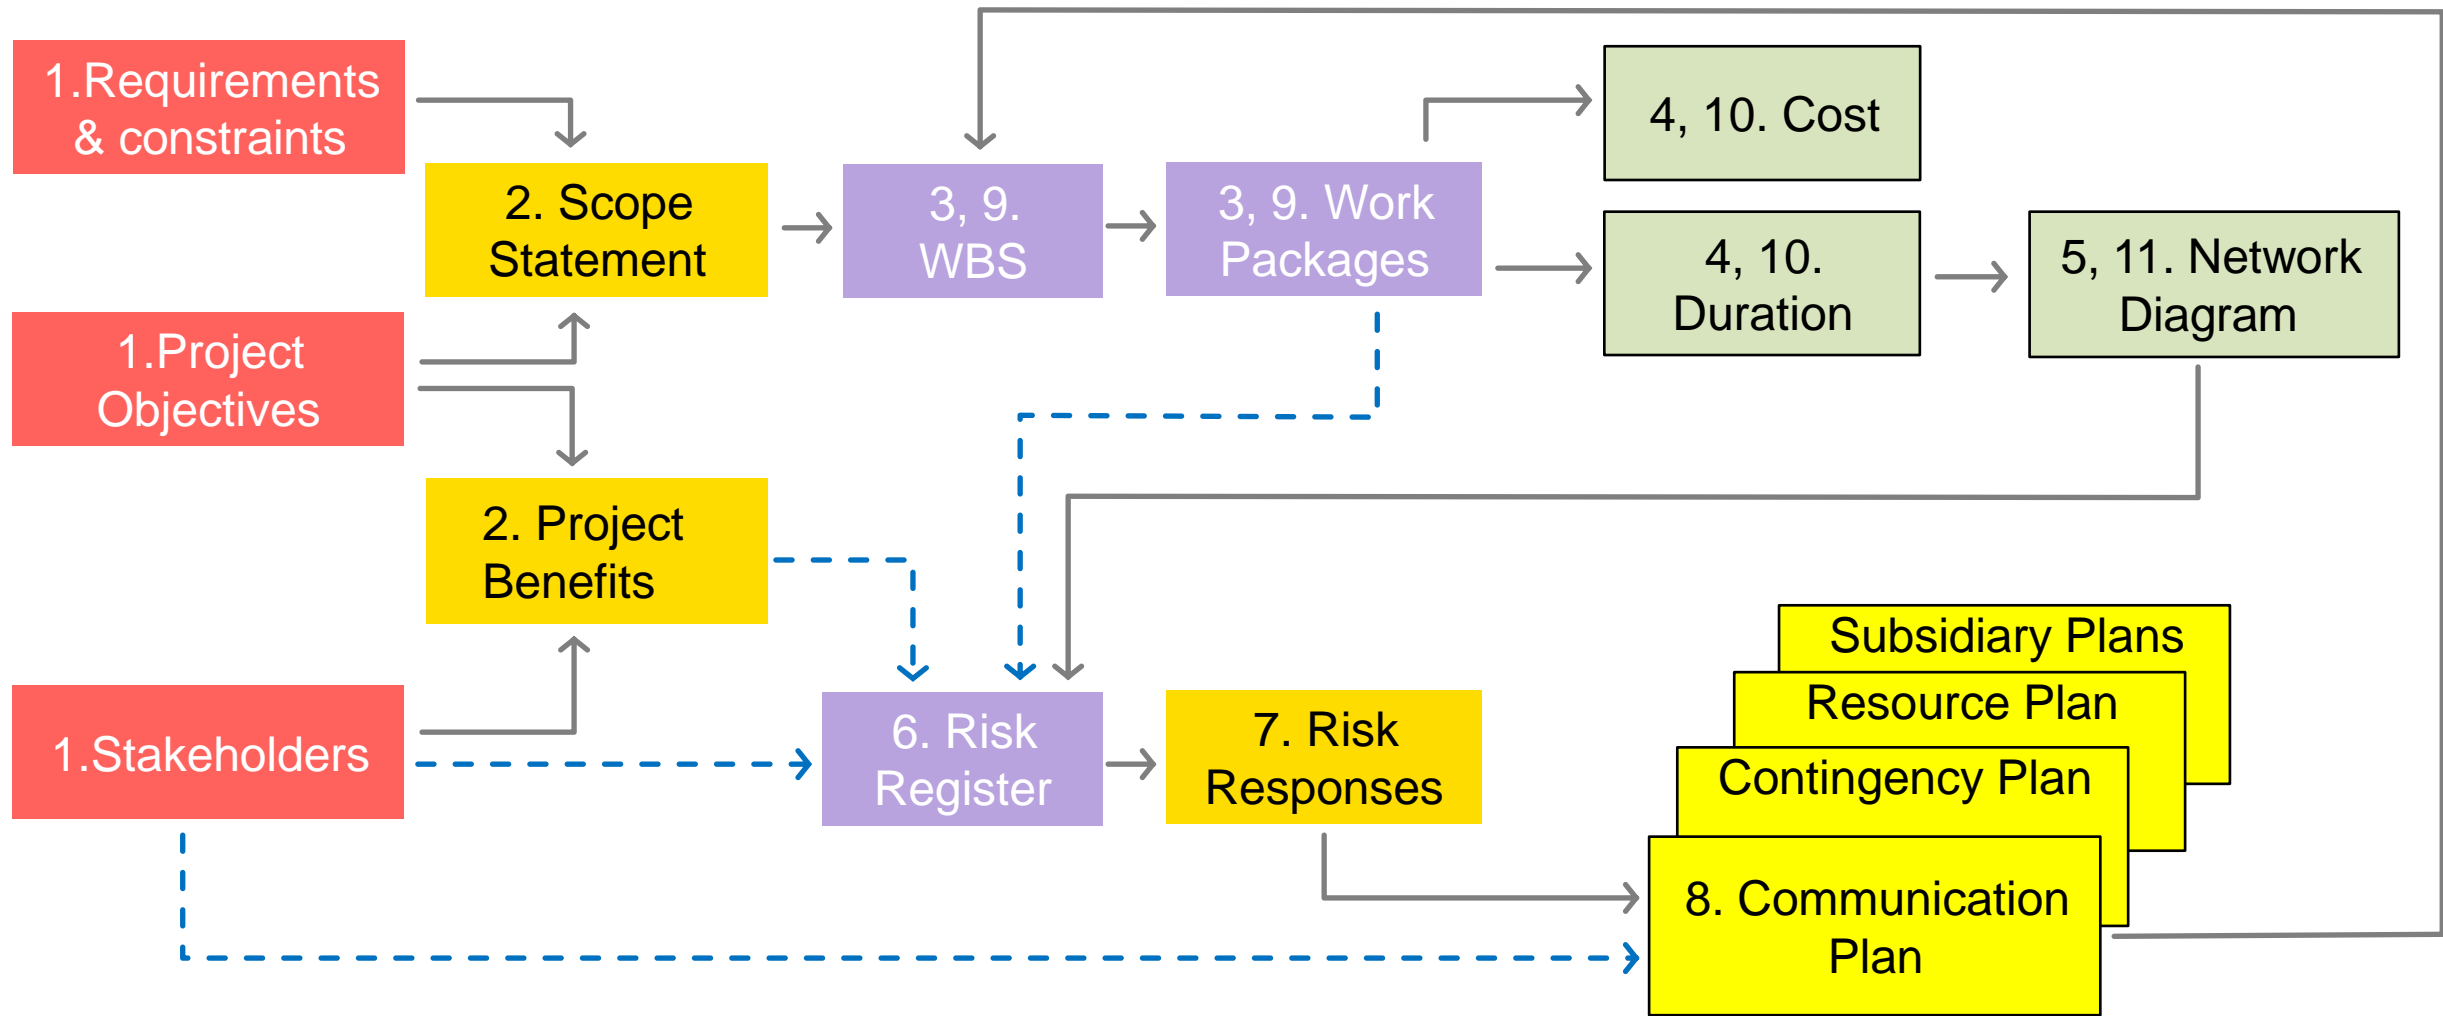 1.Requirements
& constraints
2. Scope
Statement
3, 9.
WBS
3, 9. Work
Packages
4, 10. Cost
4, 10.
Duration
5, 11. Network
Diagram
1.Project
Objectives
2. Project
Benefits
1.Stakeholders
6. Risk
Register
7. Risk
Responses
Subsidiary Plans
Resource Plan
Contingency Plan
8. Communication
Plan